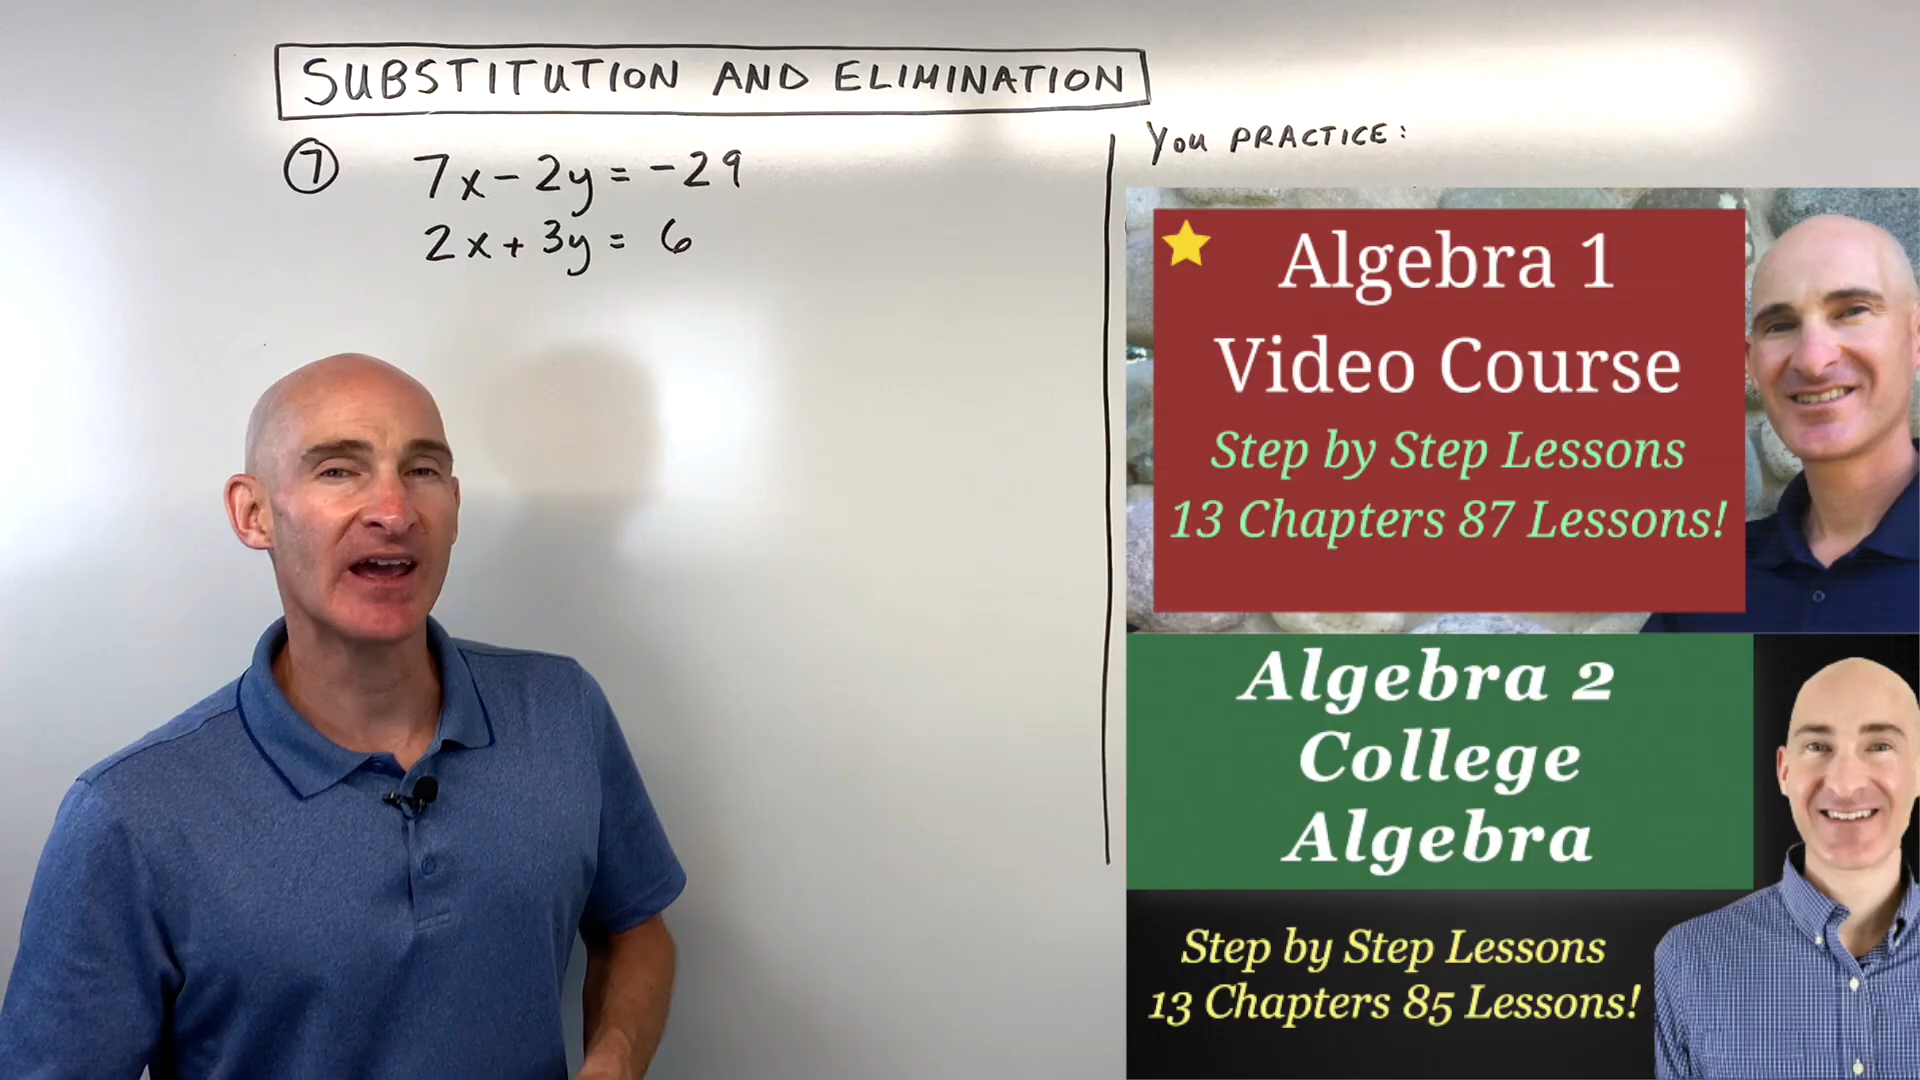 SUBSTITUTION AND ELIMINATION
⑦ 7x - 2y = -29
2x + 3y = 6
You PRACTICE:
Algebra 1
Video Course
Step by Step Lessons
13 Chapters 87 Lessons!
Algebra 2
College
Algebra
Step by Step Lessons
13 Chapters 85 Lessons!